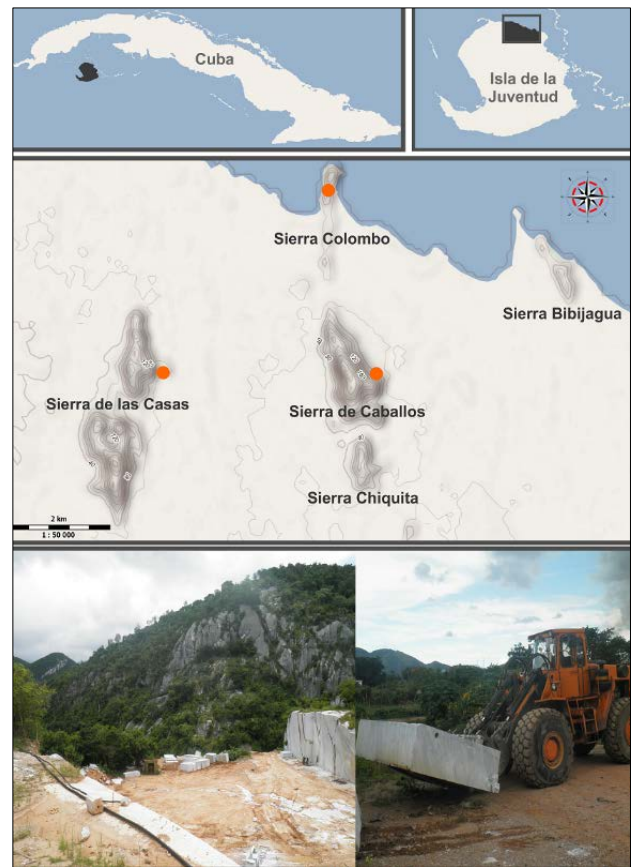 Cuba
Isla de la
Juventud
Sierra Colombo
Sierra Bibijagua
Sierra de las Casas
Sierra de Caballos
Sierra Chiquita
2 km
1 : 50 000